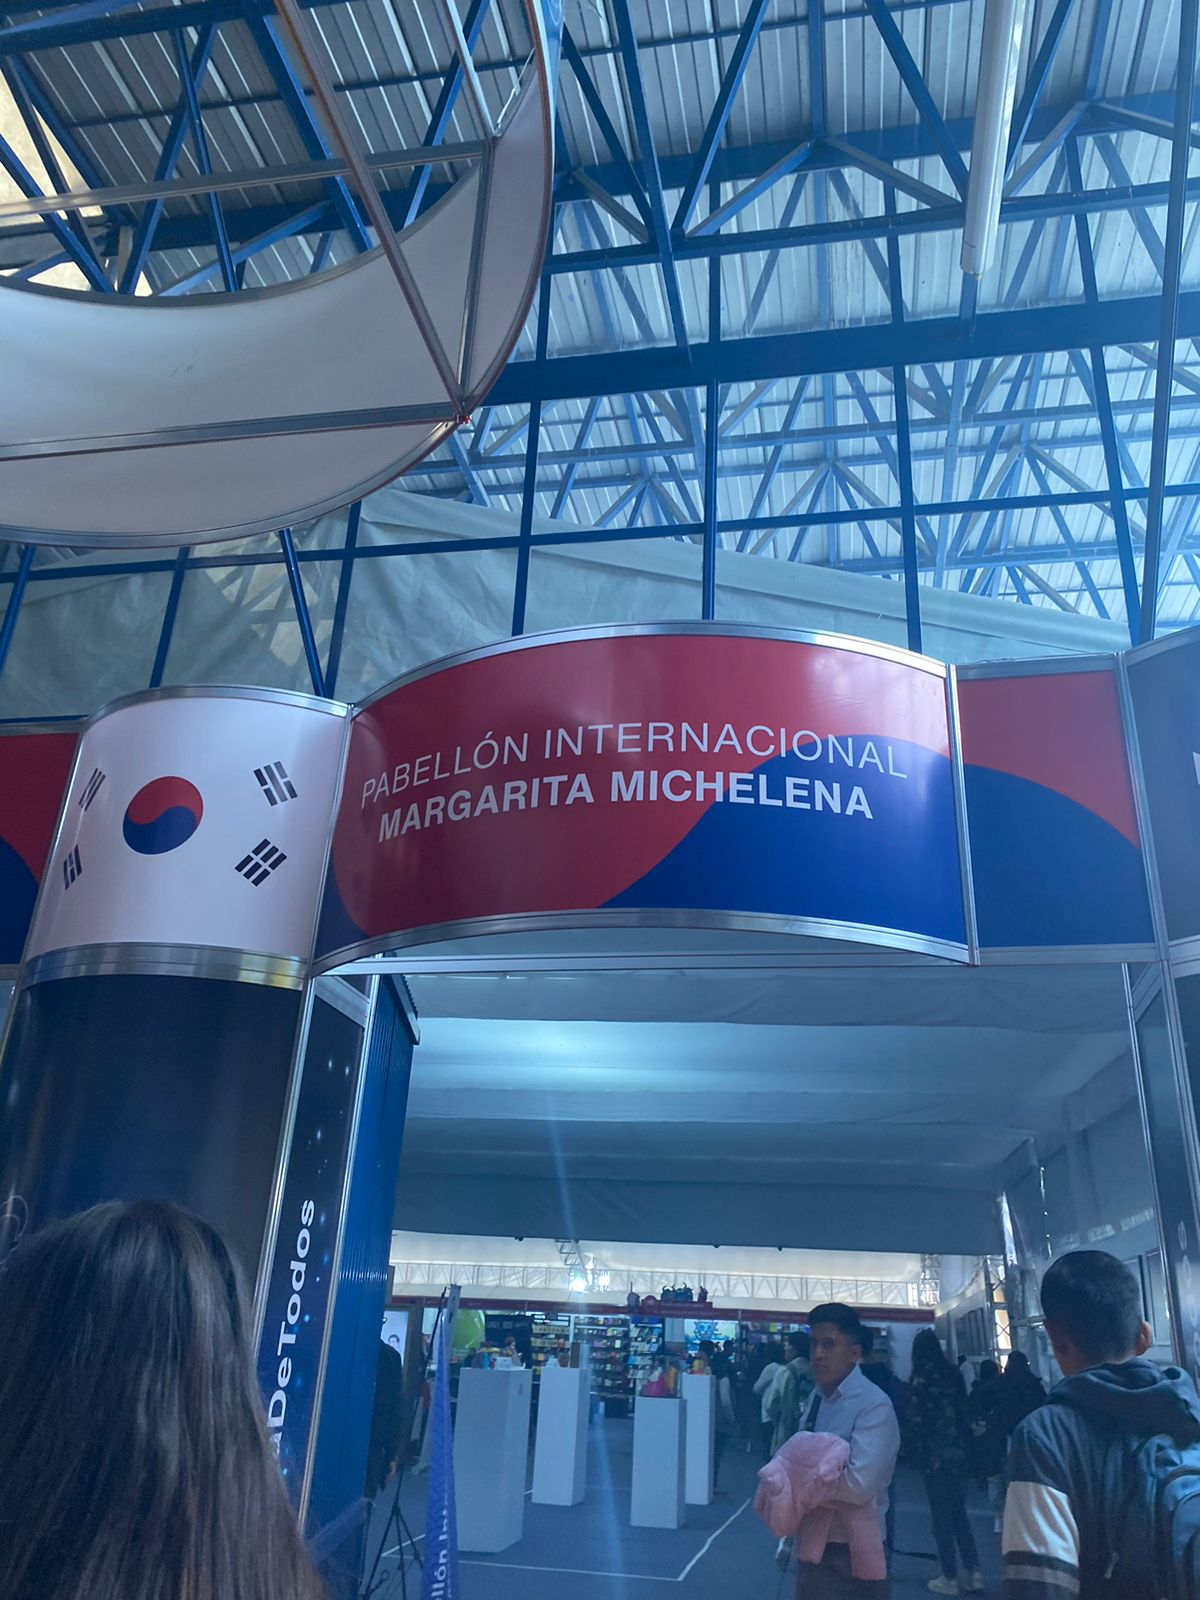 PABELLÓN INTERNACIONAL
MARGARITA MICHELENA
DeTodos